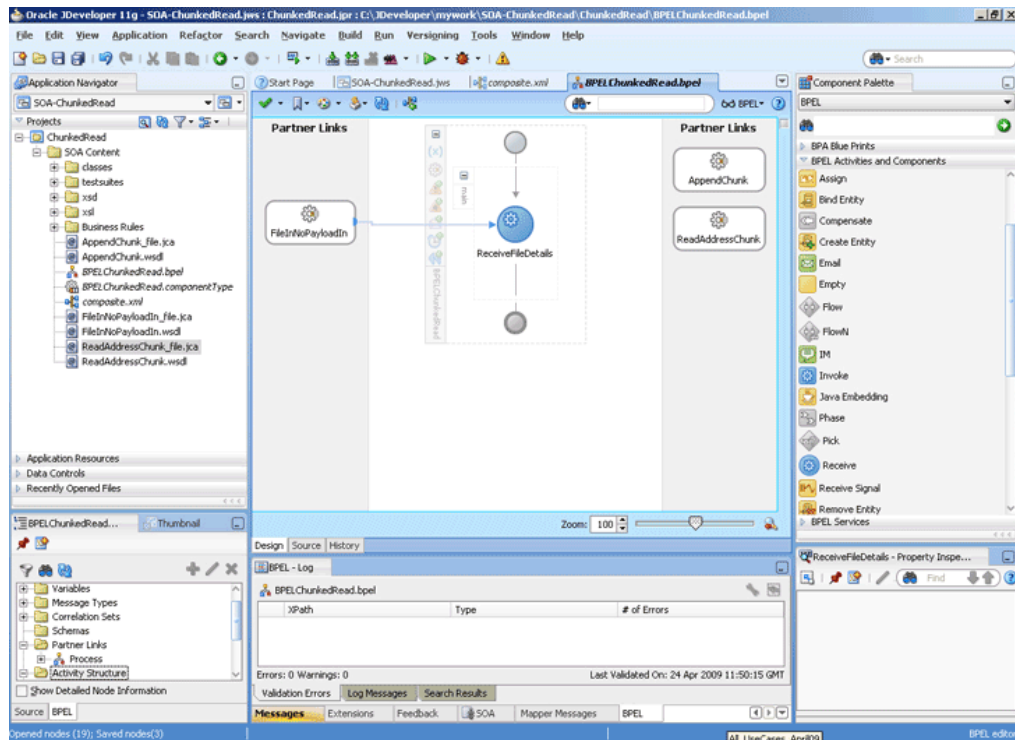 Oracle JDeveloper 11g - SOA-ChunkedRead.jws : ChunkedRead.jpr : C:\JDeveloper\mywork\SOA-ChunkedRead\ChunkedRead\BPELChunkedRead.bpel
File Edit View Application Refactor Search Navigate Build Run Versioning Tools Window Help
Search
Application Navigator
SOA-ChunkedRead
Projects
ChunkedRead
SOA Content
classes
testsuites
xsd
xsl
Business Rules
AppendChunk_file.jca
AppendChunk.wsdl
BPELChunkedRead.bpel
BPELChunkedRead.componentType
composite.xml
FileInNoPayloadIn_file.jca
FileInNoPayloadIn.wsdl
ReadAddressChunk_file.jca
ReadAddressChunk.wsdl
Application Resources
Data Controls
Recently Opened Files
BPELChunkedRead... Thumbnail
Variables
Message Types
Correlation Sets
Schemas
Partner Links
Process
Activity Structure
Show Detailed Node Information
Source BPEL
Start Page SOA-ChunkedRead.jws composite.xml BPELChunkedRead.bpel
BPEL
Partner Links
FileInNoPayloadIn
main
ReceiveFileDetails
BPELChunkedRead
Partner Links
AppendChunk
ReadAddressChunk
Zoom: 100
Design Source History
BPEL - Log
BPELChunkedRead.bpel
XPath Type # of Errors
Errors: 0 Warnings: 0 Last Validated On: 24 Apr 2009 11:50:15 GMT
Validation Errors Log Messages Search Results
Messages Extensions Feedback SOA Mapper Messages BPEL
Component Palette
BPEL
BPA Blue Prints
BPEL Activities and Components
Assign
Bind Entity
Compensate
Create Entity
Email
Empty
Flow
FlowN
IM
Invoke
Java Embedding
Phase
Pick
Receive
Receive Signal
Remove Entity
BPEL Services
ReceiveFileDetails - Property Inspe...
Find
Opened nodes (19); Saved nodes(3)
All_UseCases_April09
BPEL editor